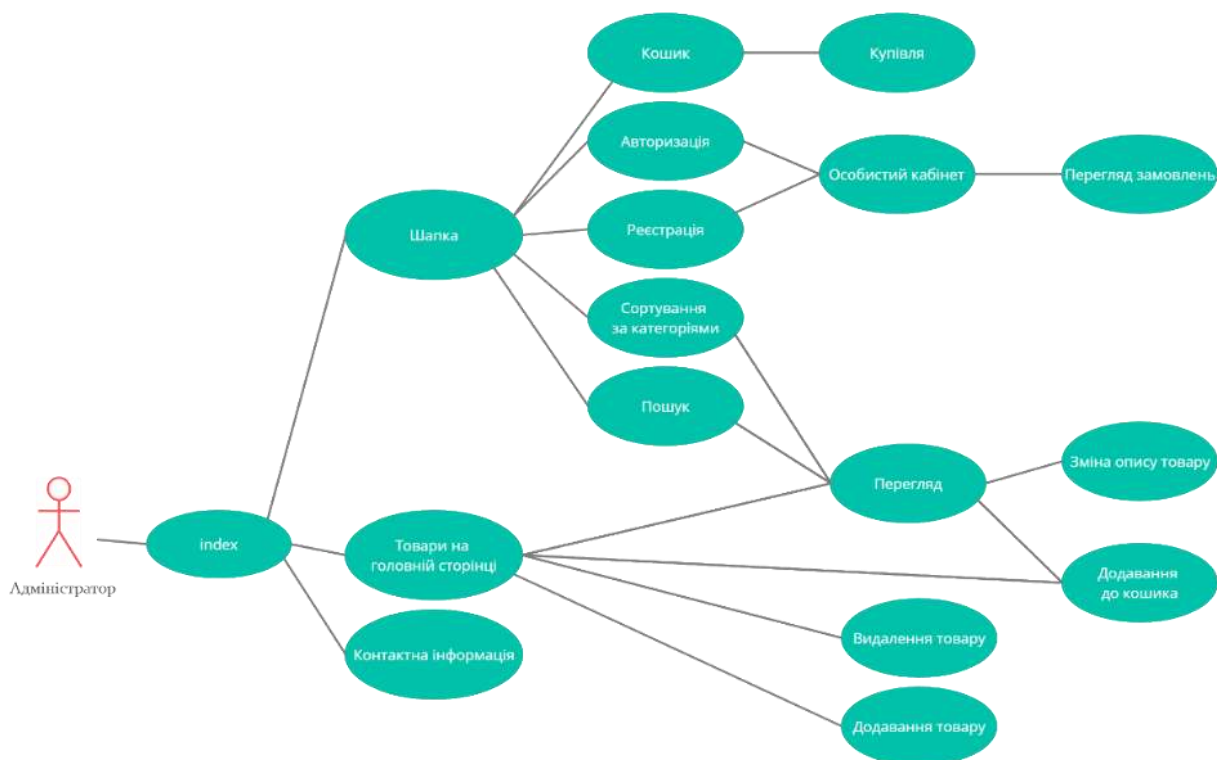 Кошик
Купівля
Авторизація
Особистий кабінет
Перегляд замовлень
Шапка
Реєстрація
Сортування
за категоріями
Пошук
Перегляд
Зміна опису товару
Адміністратор
index
Товари на
головній сторінці
Додавання
до кошика
Контактна інформація
Видалення товару
Додавання товару